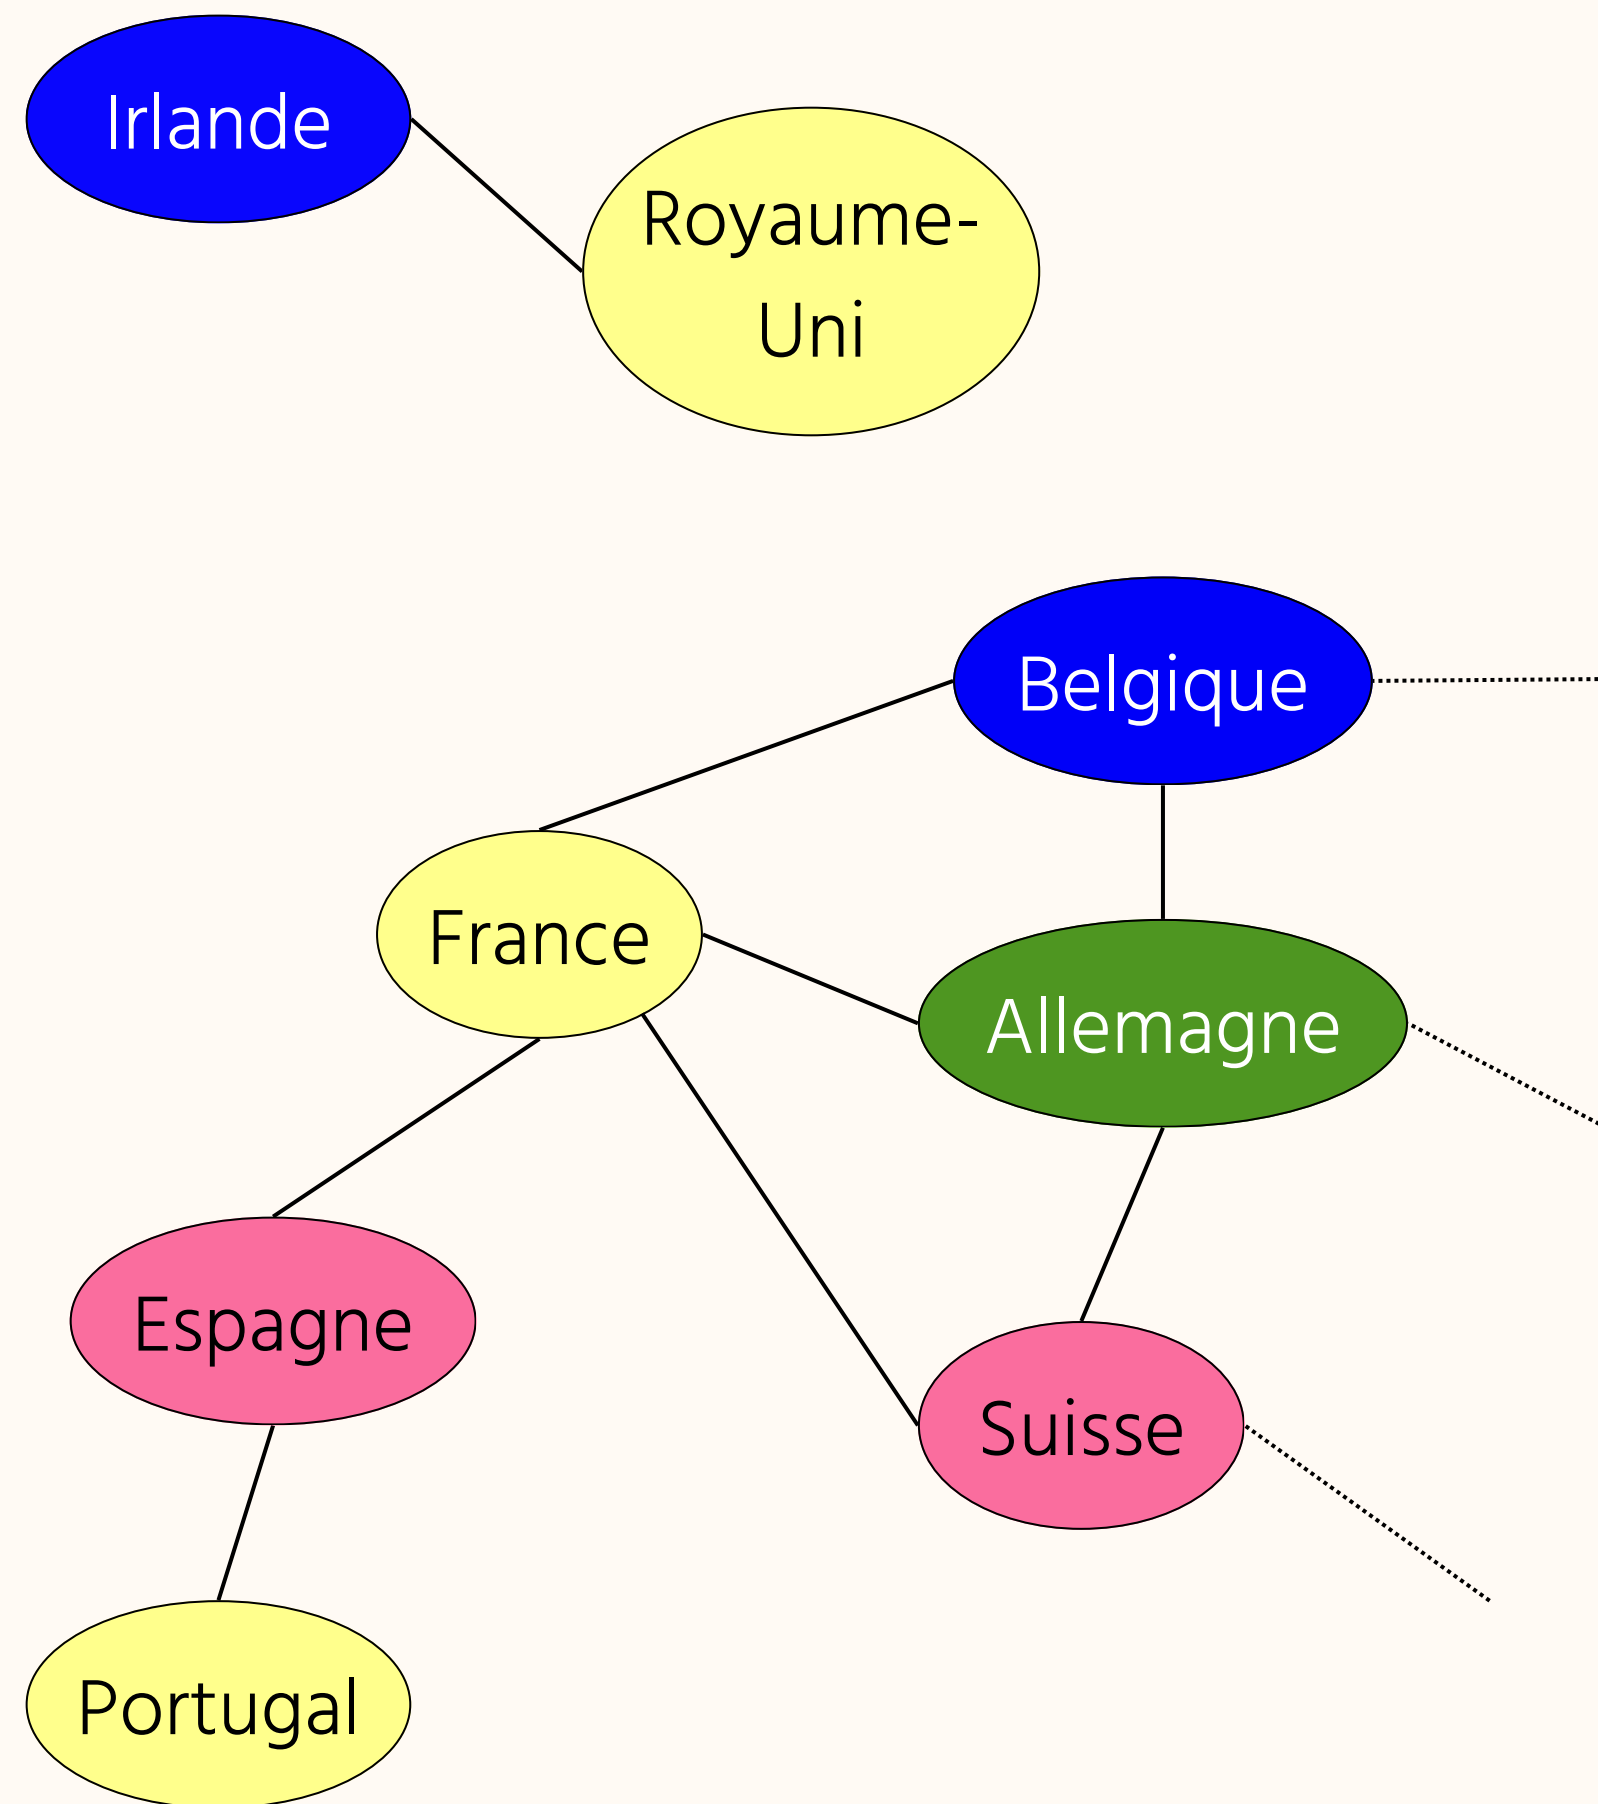 Irlande
Royaume-
Uni
Belgique
France
Allemagne
Espagne
Suisse
Portugal